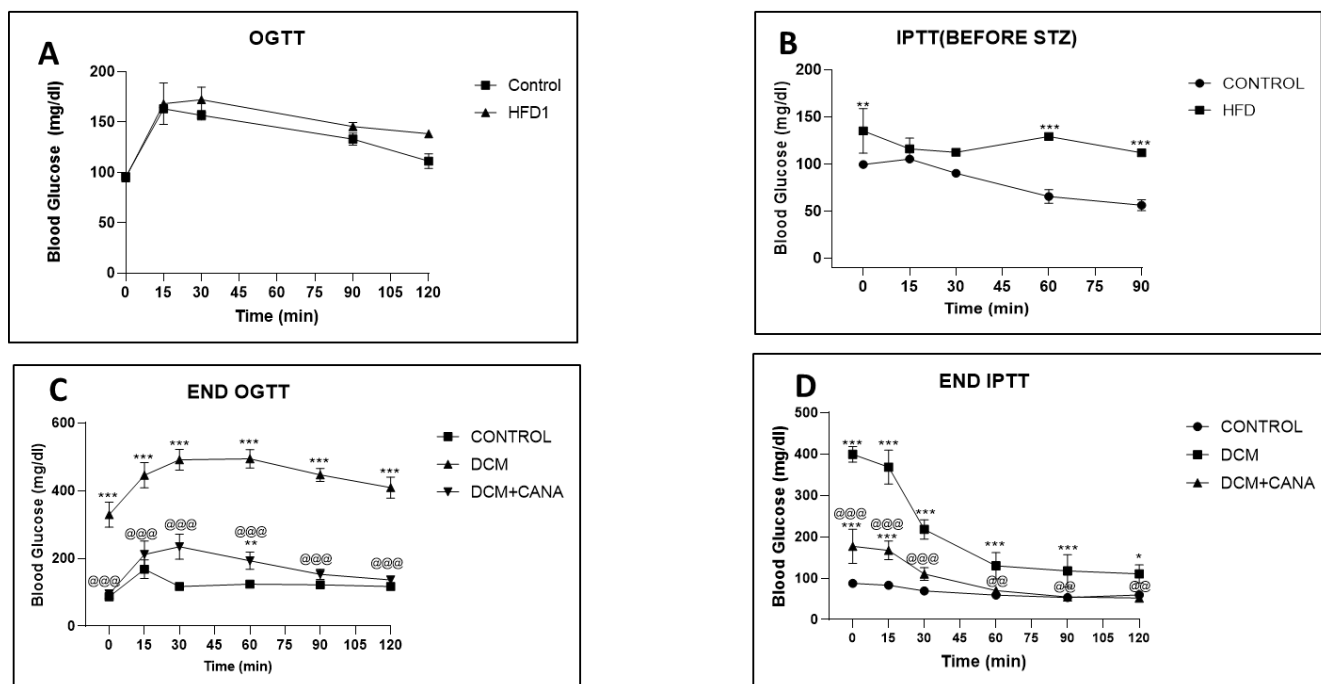 A
OGTT
Blood Glucose (mg/dl)
200
150
100
50
0
0 15 30 45 60 75 90 105 120
Time (min)
Control
HFD1
B
IPTT(BEFORE STZ)
Blood Glucose (mg/dl)
200
150
100
50
0
** *** ***
0 15 30 45 60 75 90
Time (min)
CONTROL
HFD
C
END OGTT
Blood Glucose (mg/dl)
600
400
200
0
*** *** *** *** *** ***
@@@ @@@ @@@ @@@ @@@ @@@
**
0 15 30 45 60 75 90 105 120
Time (min)
CONTROL
DCM
DCM+CANA
D
END IPTT
Blood Glucose (mg/dl)
500
400
300
200
100
0
*** *** *** *** *** *
@@@ @@@ @@@ @@ @@ @@
*** ***
0 15 30 45 60 75 90 105 120
Time (min)
CONTROL
DCM
DCM+CANA